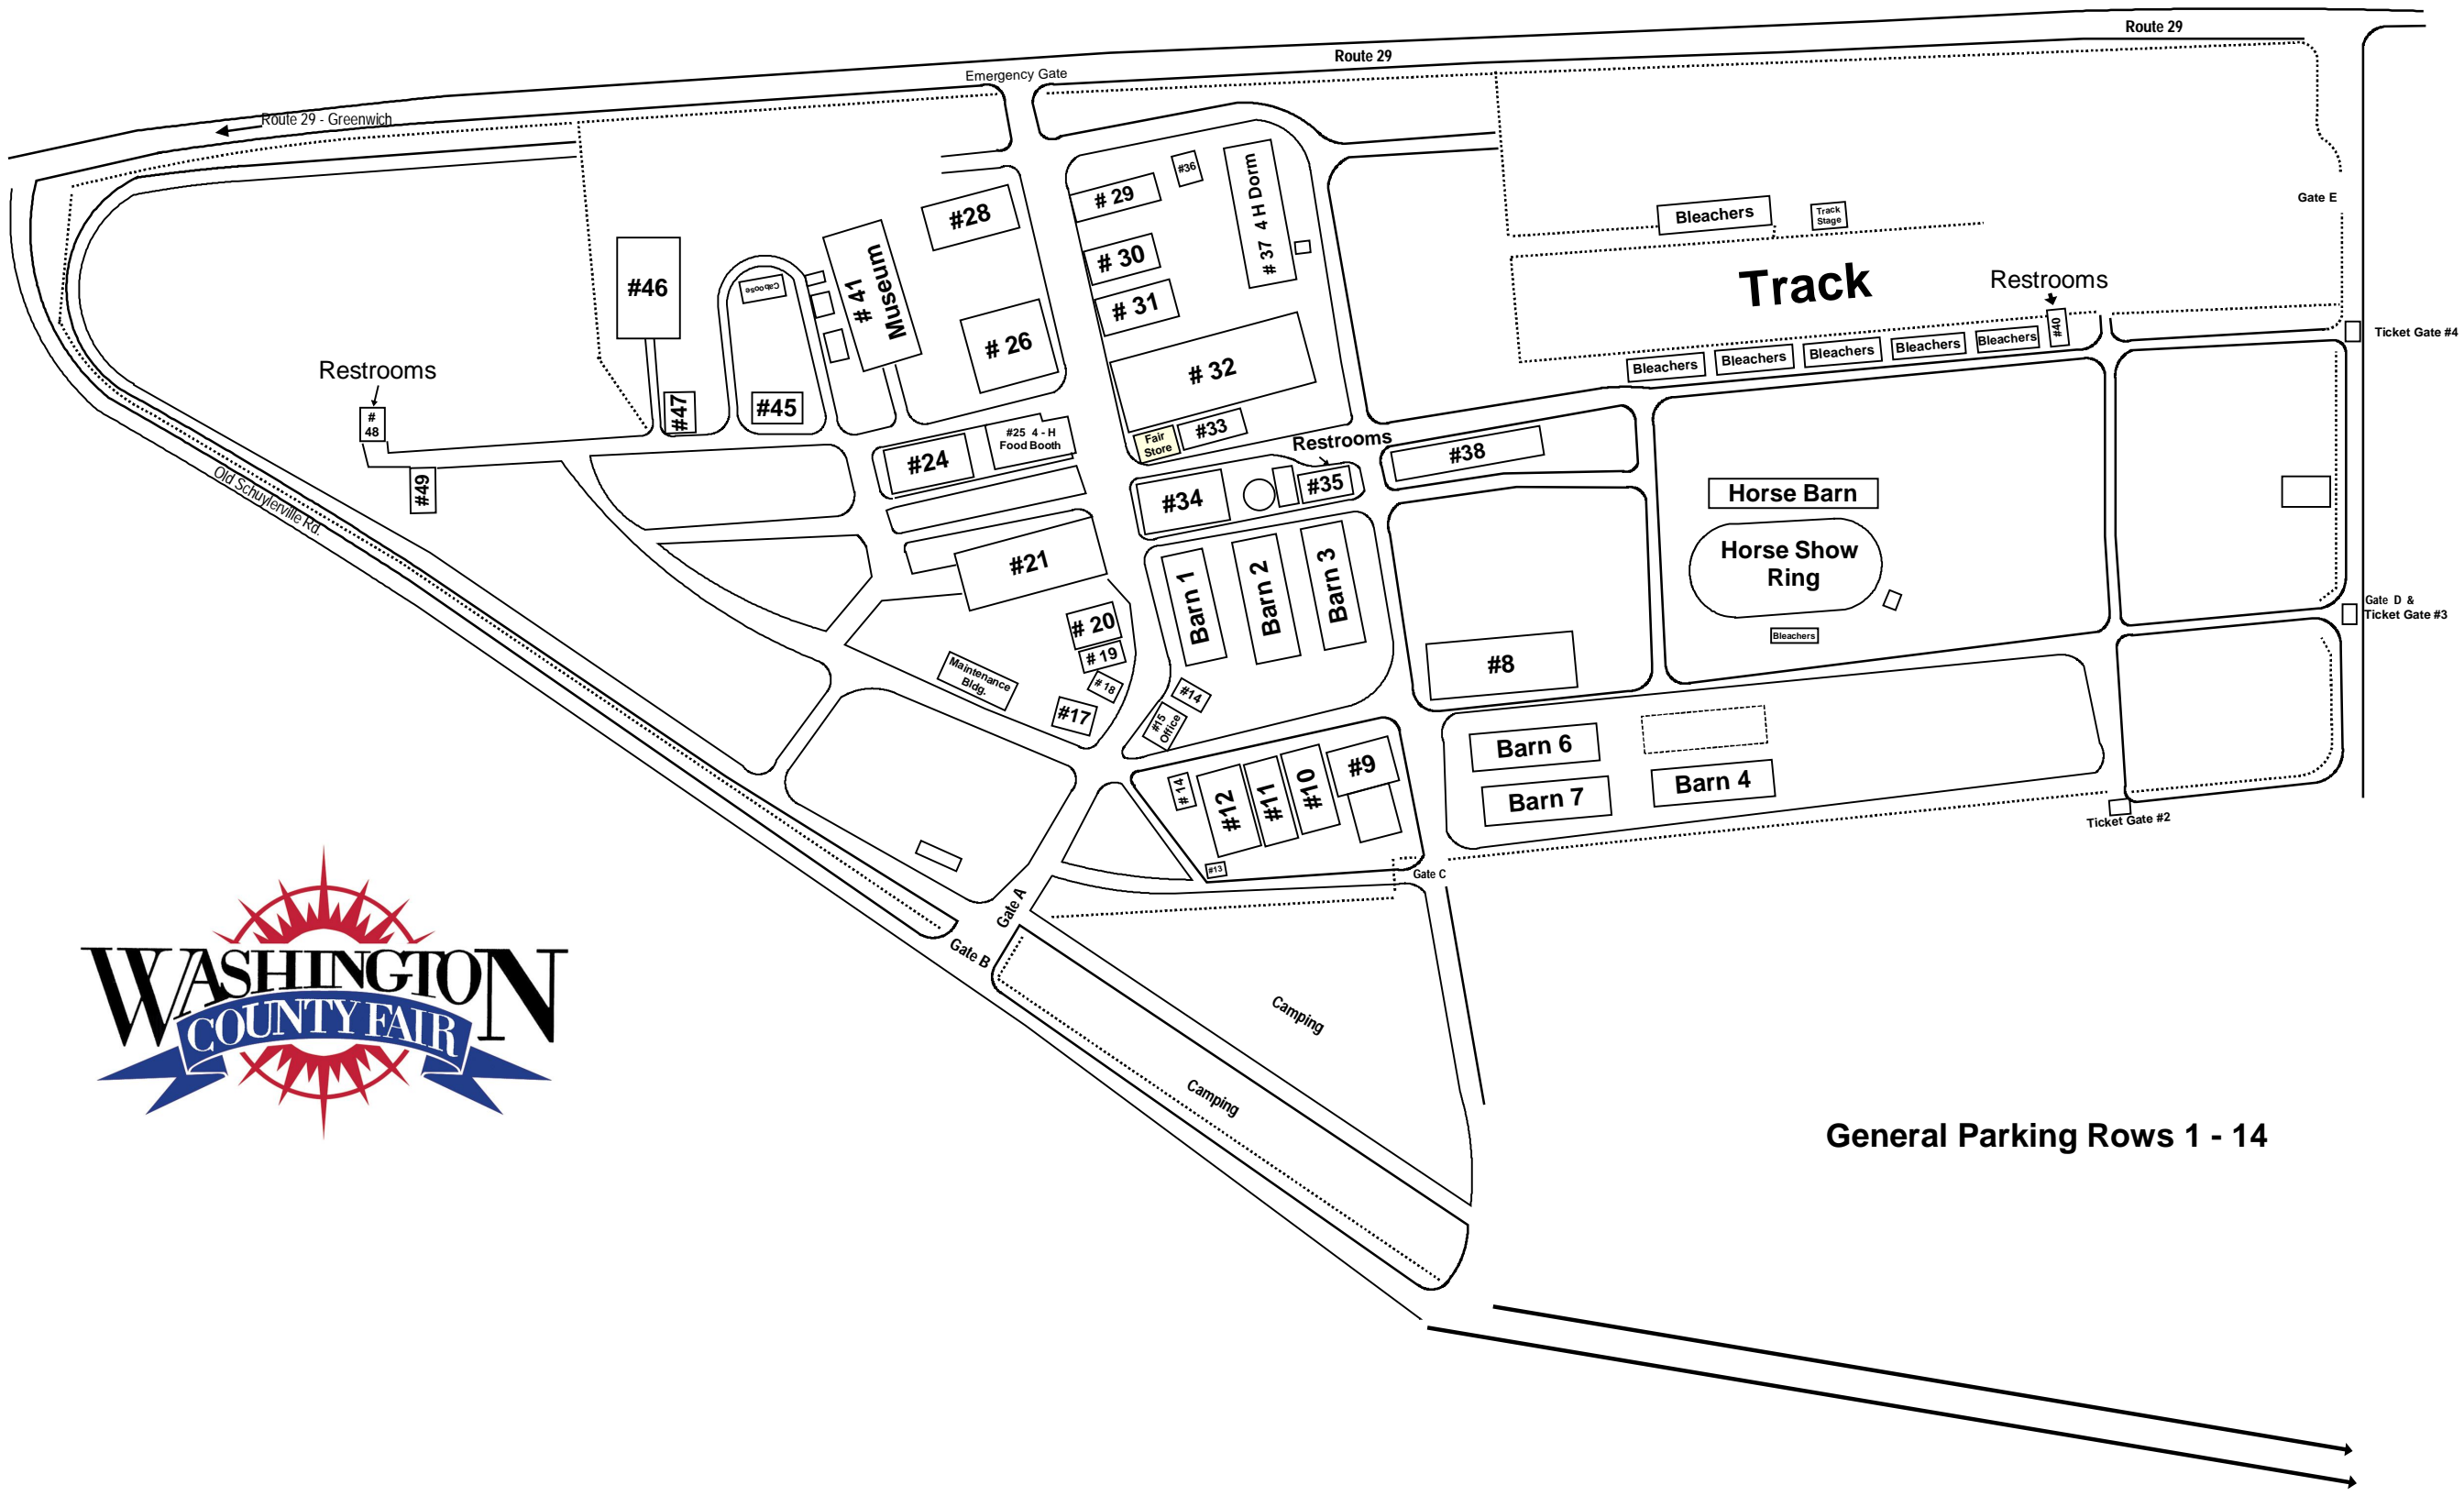 Route 29
Route 29
Emergency Gate
Route 29 - Greenwich
#36
# 29
# 37  4 H Dorm
#28
Gate E
Bleachers
Track
Stage
# 30
# 41
Museum
#46
Caboose
Track
Restrooms
# 31
#40
Ticket Gate #4
# 26
Bleachers
Bleachers
Bleachers
Bleachers
Bleachers
Restrooms
# 32
#47
#45
#
48
#25  4 - H
Food Booth
Fair
Store
#33
Restrooms
#38
#24
#49
Old Schuylerville Rd.
#34
#35
Horse Barn
Horse Show
Ring
#21
Barn 1
Barn 2
Barn 3
Gate  D  &
Ticket Gate #3
# 20
Bleachers
# 19
#8
Maintenance
Bldg.
# 18
#14
#17
#15
Office
Barn 6
#9
# 14
#12
#11
#10
Barn 7
Barn 4
Ticket Gate #2
#13
Gate C
Gate A
Gate B
WASHINGTON
COUNTY FAIR
Camping
Camping
General Parking Rows 1 - 14